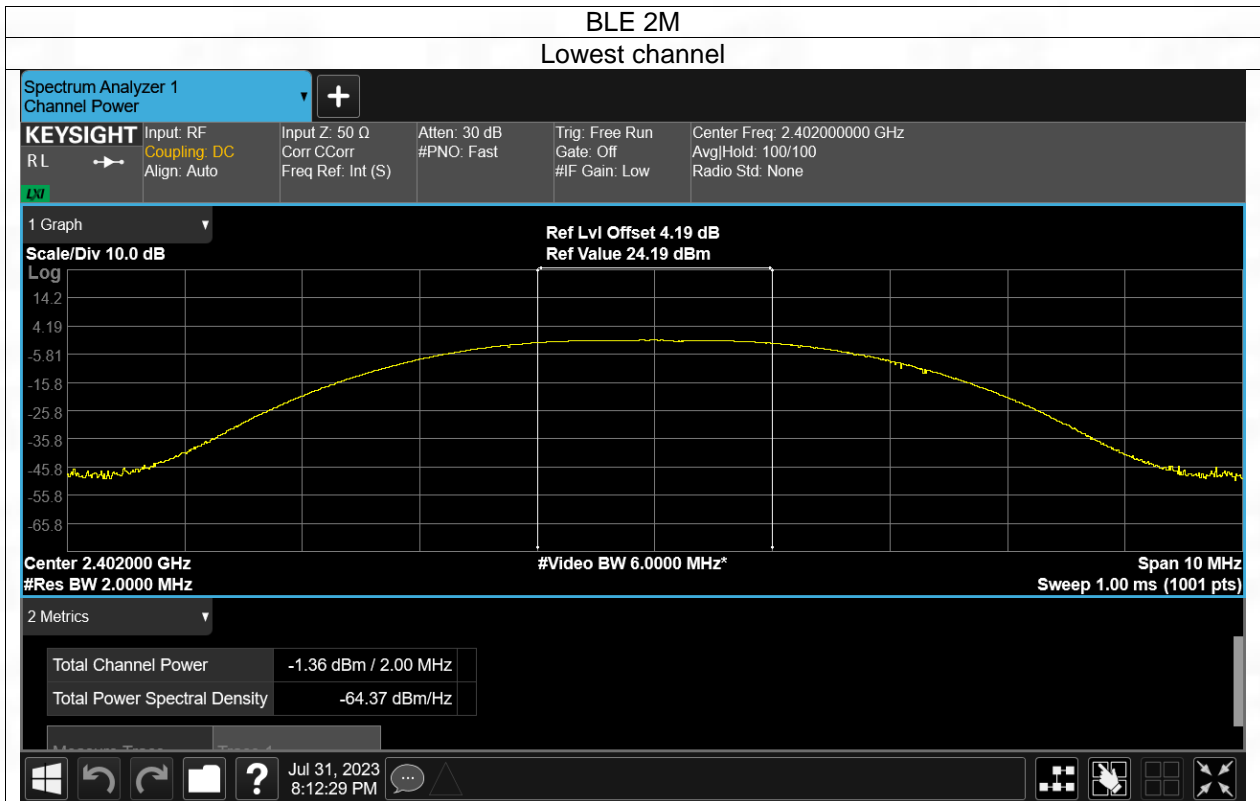 BLE 2M
Lowest channel
Spectrum Analyzer 1
Channel Power
KEYSIGHT
R L
LXI
Input: RF
Coupling: DC
Align: Auto
Input Z: 50 Ω
Corr CCorr
Freq Ref: Int (S)
Atten: 30 dB
#PNO: Fast
Trig: Free Run
Gate: Off
#IF Gain: Low
Center Freq: 2.402000000 GHz
Avg|Hold: 100/100
Radio Std: None
1 Graph
Scale/Div 10.0 dB
Ref Lvl Offset 4.19 dB
Ref Value 24.19 dBm
Log
14.2
4.19
-5.81
-15.8
-25.8
-35.8
-45.8
-55.8
-65.8
Center 2.402000 GHz
#Video BW 6.0000 MHz*
Span 10 MHz
#Res BW 2.0000 MHz
Sweep 1.00 ms (1001 pts)
2 Metrics
Total Channel Power -1.36 dBm / 2.00 MHz
Total Power Spectral Density -64.37 dBm/Hz
Measure Trace Trace 1
?
Jul 31, 2023
8:12:29 PM